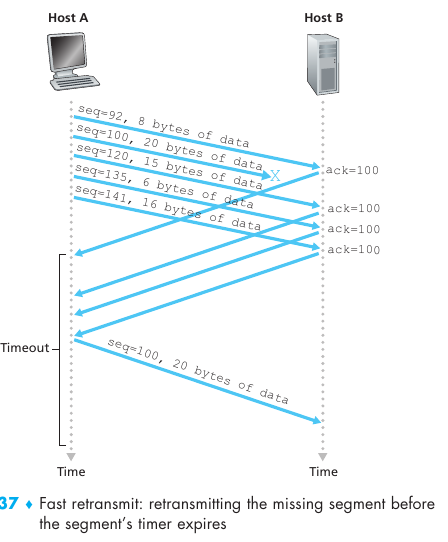 Host A
Host B
seq=92, 8 bytes of data
seq=100, 20 bytes of data
seq=120, 15 bytes of data
seq=135, 6 bytes of data
seq=141, 16 bytes of data
X
ack=100
ack=100
ack=100
ack=100
Timeout
seq=100, 20 bytes of data
Time
Time
37 ♦ Fast retransmit: retransmitting the missing segment before
the segment's timer expires